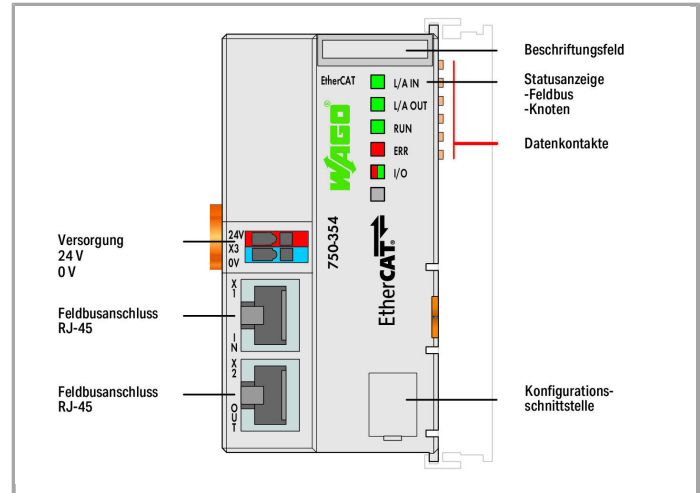 Beschriftungsfeld
EtherCAT
L/A IN
L/A OUT
RUN
ERR
I/O
Statusanzeige
-Feldbus
-Knoten
Datenkontakte
WAGO
750-354
EtherCAT®
Versorgung
24 V
0 V
24V
X3
0V
Feldbusanschluss
RJ-45
X1
IN
Feldbusanschluss
RJ-45
X2
OUT
Konfigurations-
schnittstelle